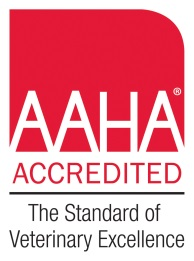 AAHA®
ACCREDITED
The Standard of
Veterinary Excellence